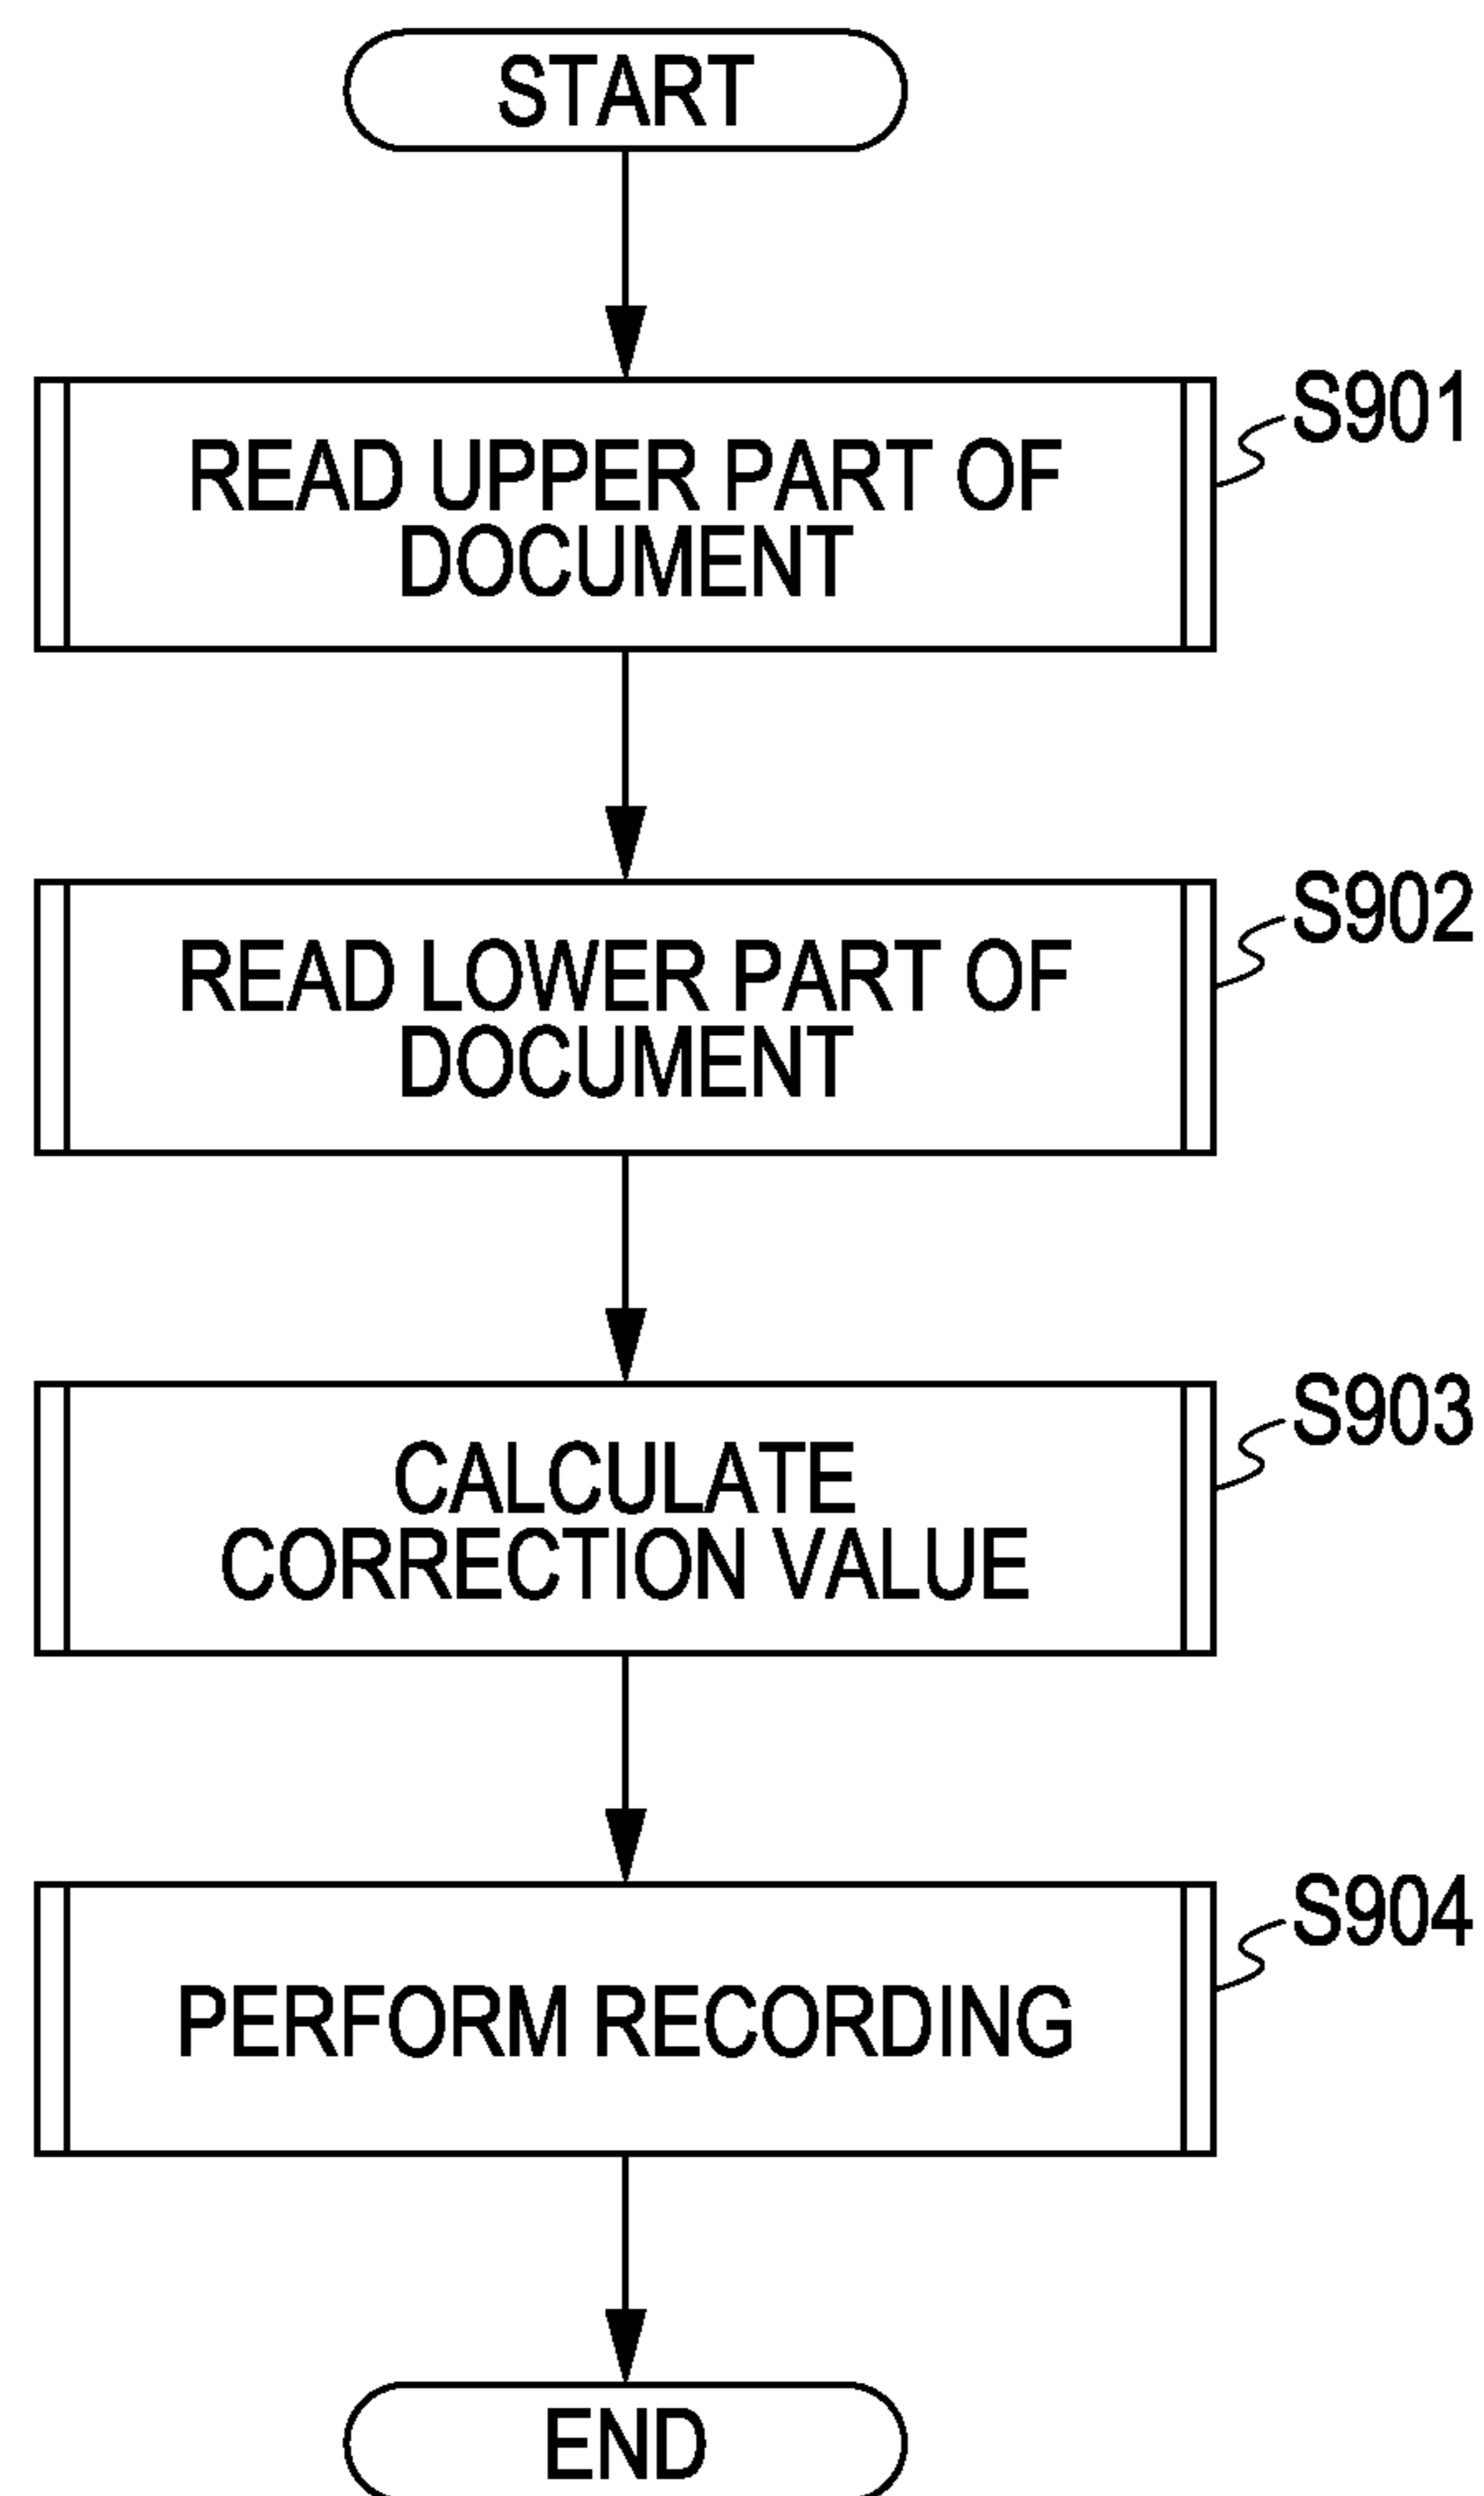 START
S901
READ UPPER PART OF
DOCUMENT
S902
READ LOWER PART OF
DOCUMENT
S903
CALCULATE
CORRECTION VALUE
S904
PERFORM RECORDING
END